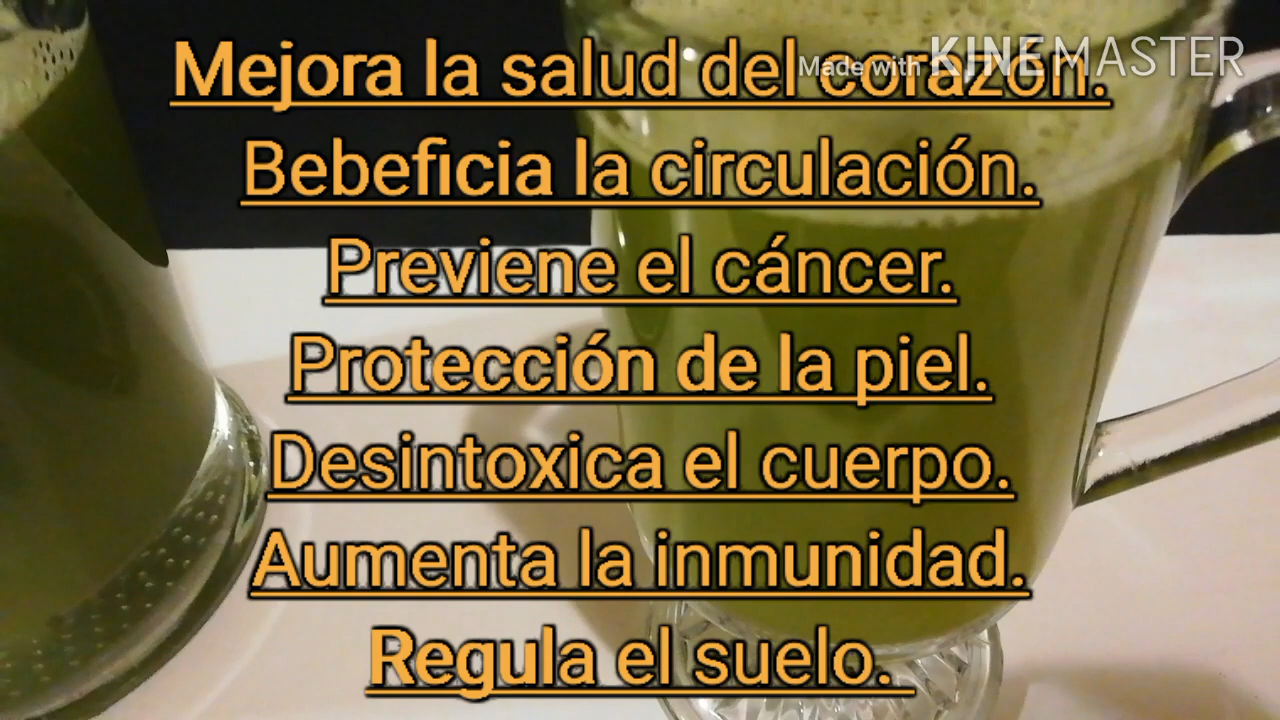 Mejora la salud del corazón.
Made with KINEMASTER
Bebeficia la circulación.
Previene el cáncer.
Protección de la piel.
Desintoxica el cuerpo.
Aumenta la inmunidad.
Regula el suelo.